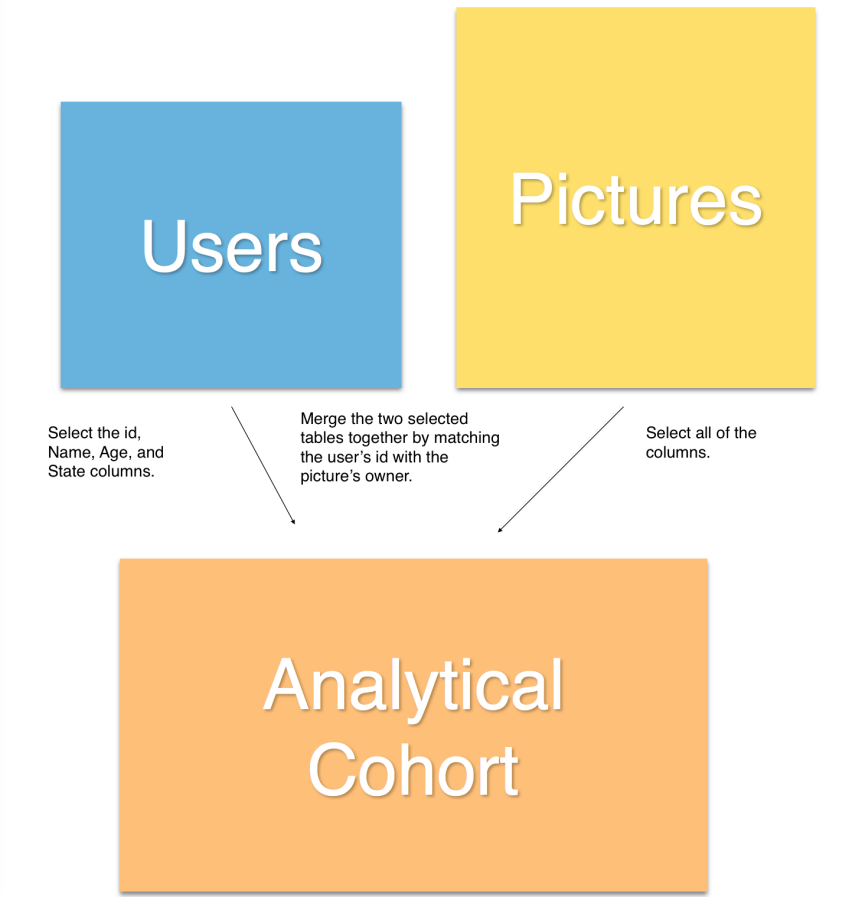 Users
Pictures
Select the id,
Name, Age, and
State columns.
Merge the two selected
tables together by matching
the user’s id with the
picture’s owner.
Select all of the
columns.
Analytical
Cohort